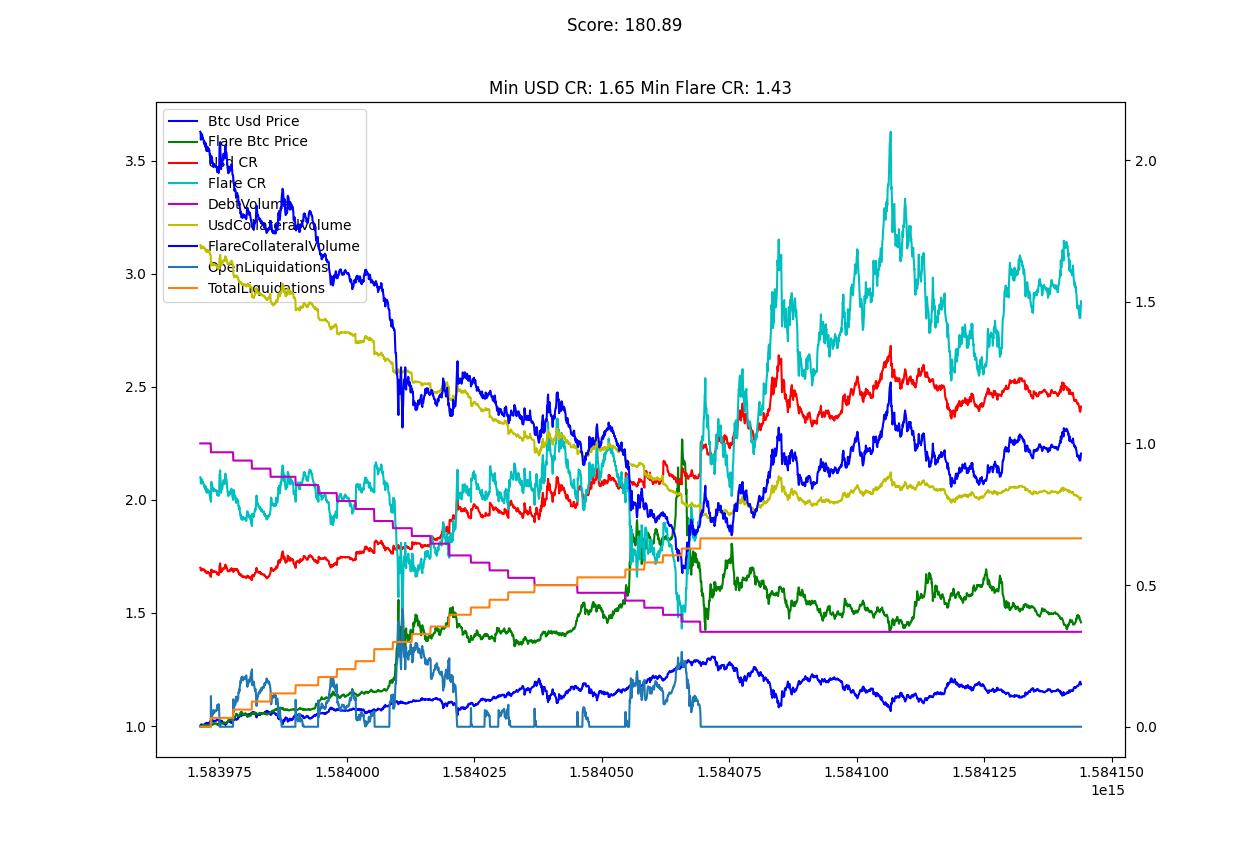 Score: 180.89
Min USD CR: 1.65 Min Flare CR: 1.43
Btc Usd Price
Flare Btc Price
Usd CR
Flare CR
DebtVolume
UsdCollateralVolume
FlareCollateralVolume
OpenLiquidations
TotalLiquidations
3.5
3.0
2.5
2.0
1.5
1.0
2.0
1.5
1.0
0.5
0.0
1.583975
1.584000
1.584025
1.584050
1.584075
1.584100
1.584125
1.584150
1e15